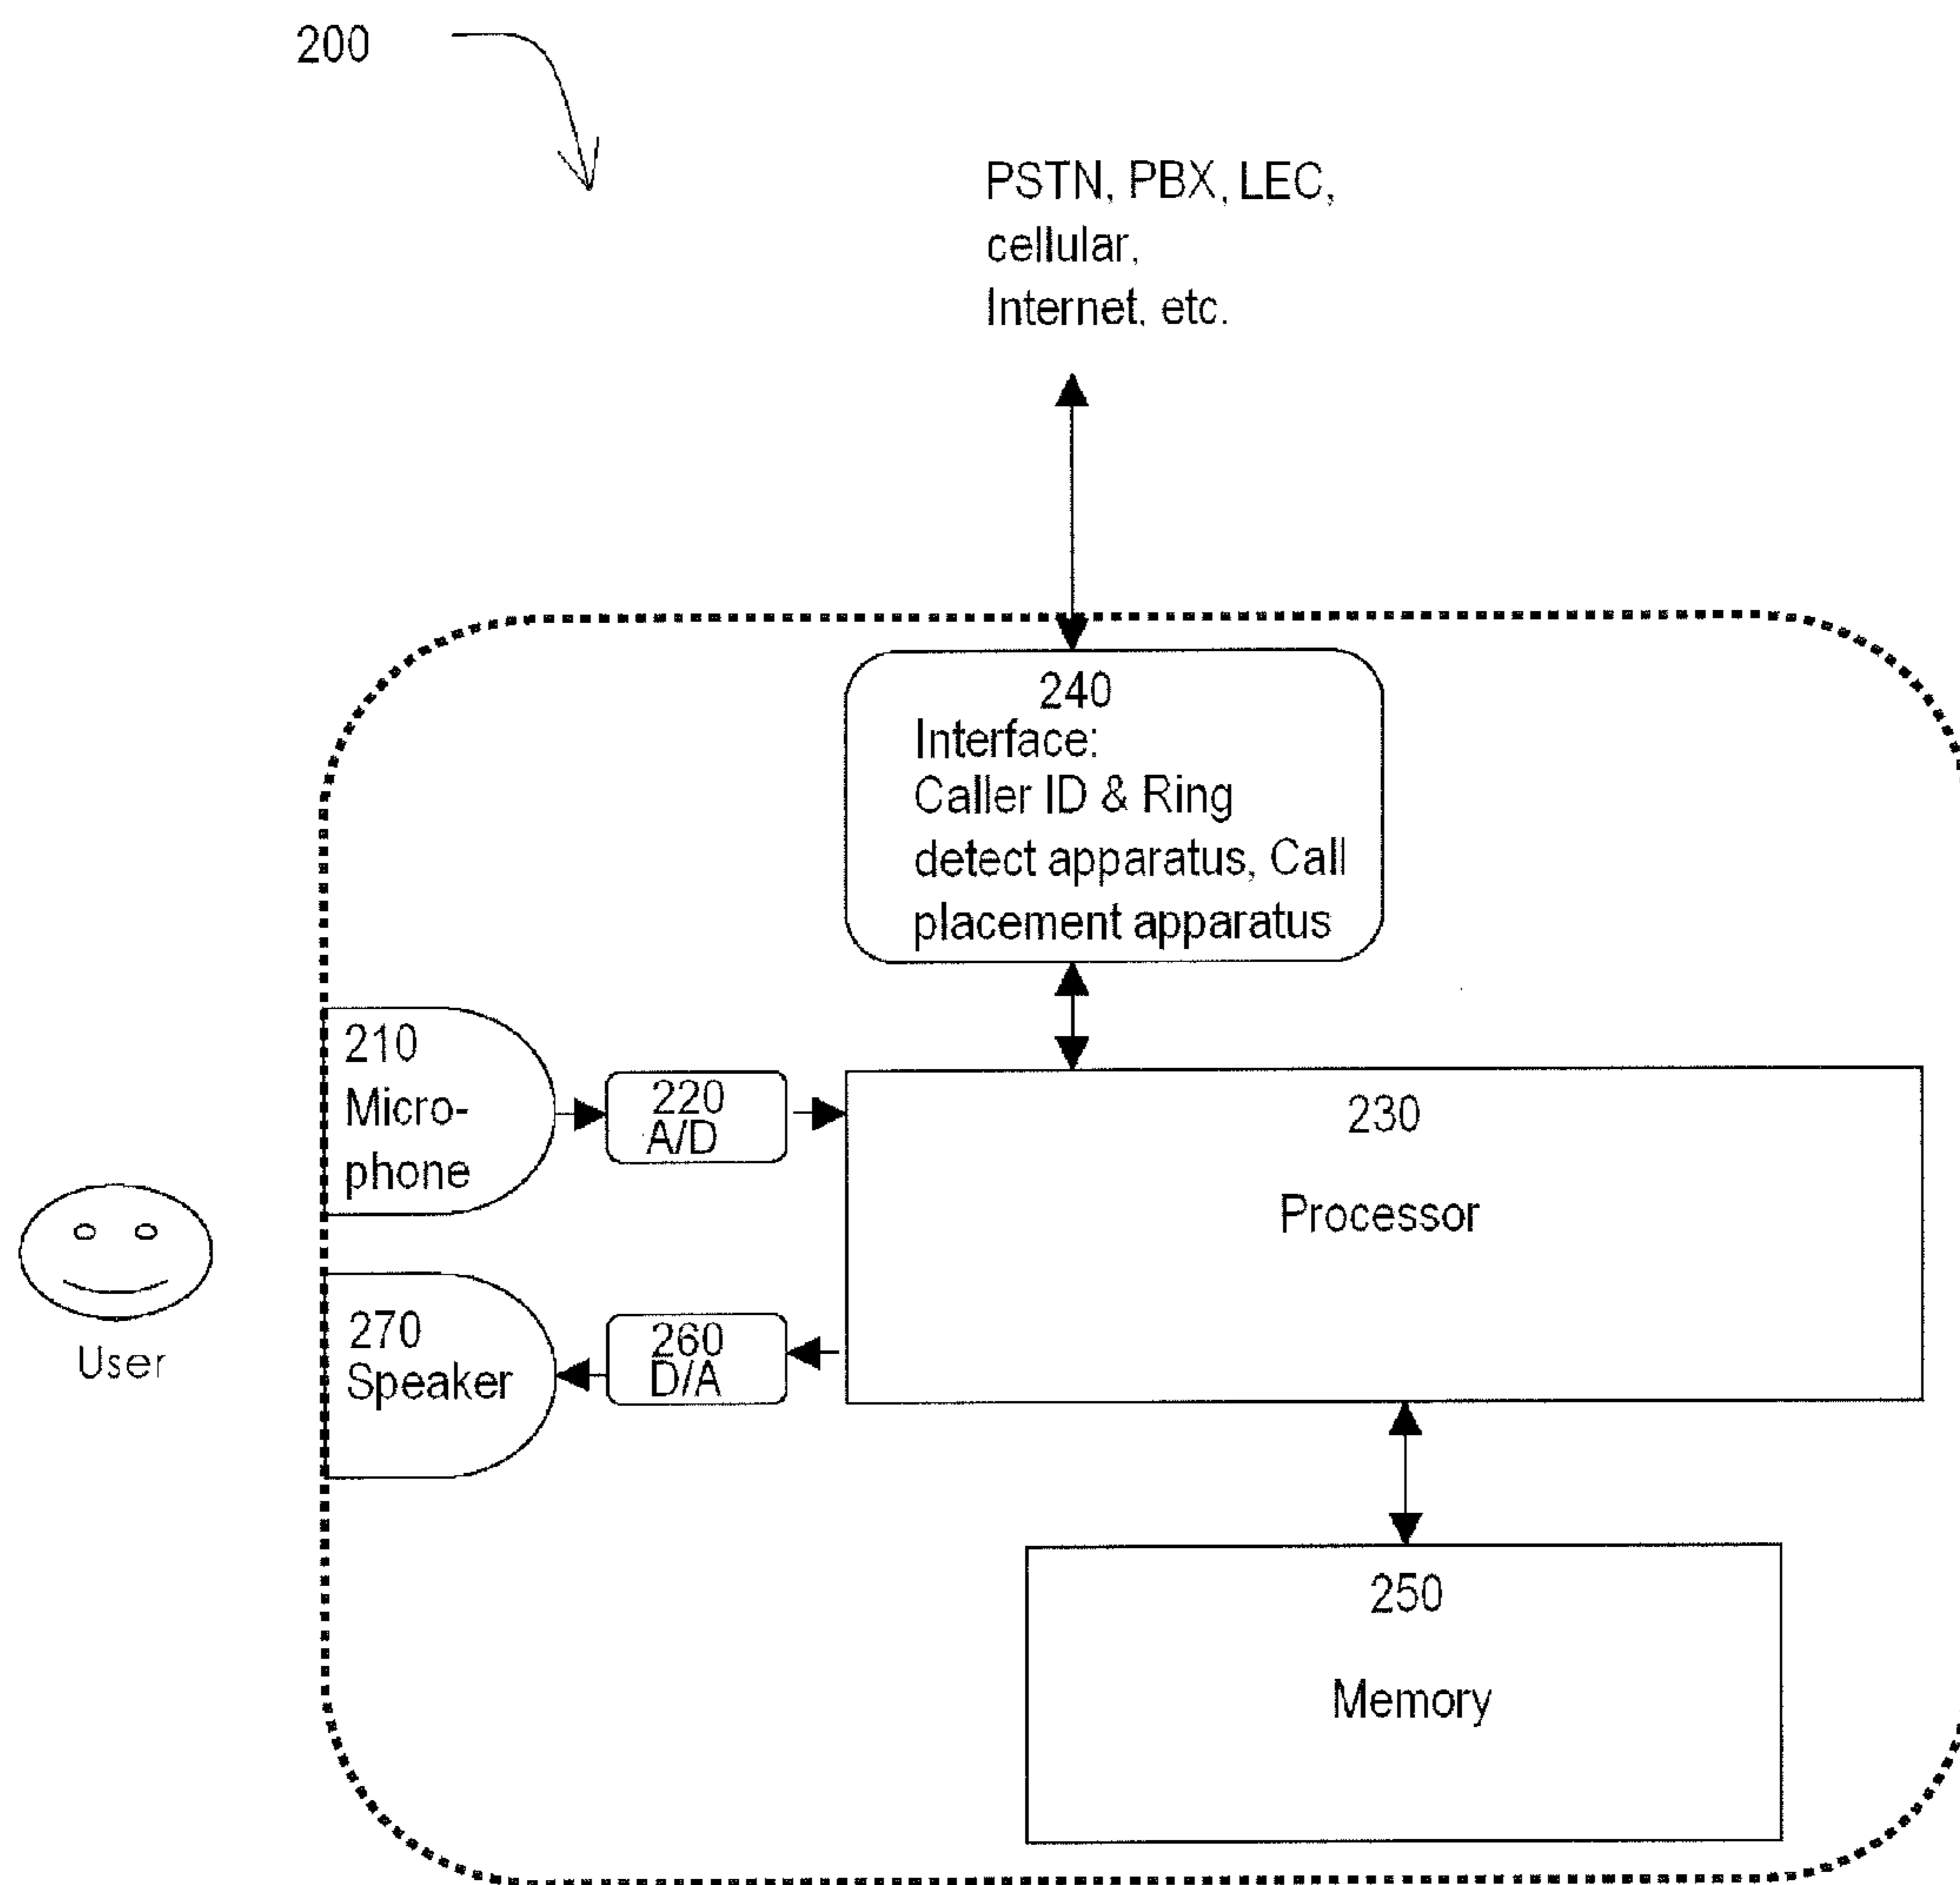 200
PSTN, PBX, LEC,
cellular,
Internet, etc.
240
Interface:
Caller ID & Ring
detect apparatus, Call
placement apparatus
210
Micro-
phone
220
A/D
230
Processor
User
270
Speaker
260
D/A
250
Memory